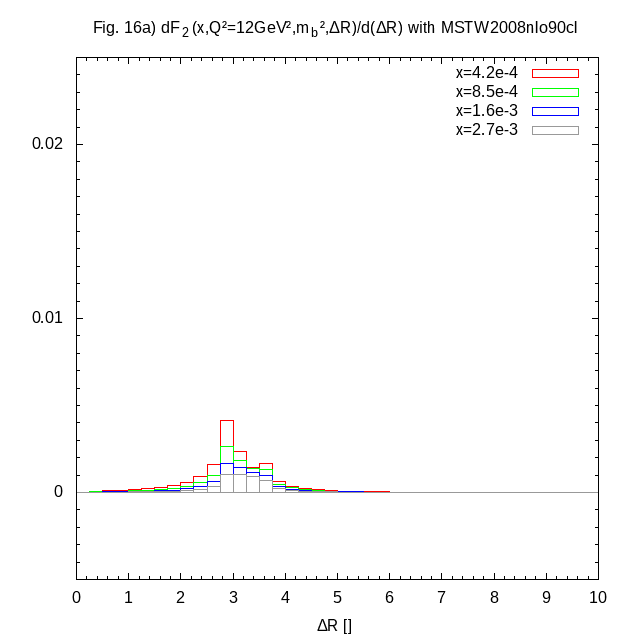 Fig. 16a) dF₂(x,Q²=12GeV²,m_b²,ΔR)/d(ΔR) with MSTW2008nlo90cl
x=4.2e-4
x=8.5e-4
x=1.6e-3
x=2.7e-3
0.02
0.01
0
0 1 2 3 4 5 6 7 8 9 10
ΔR []